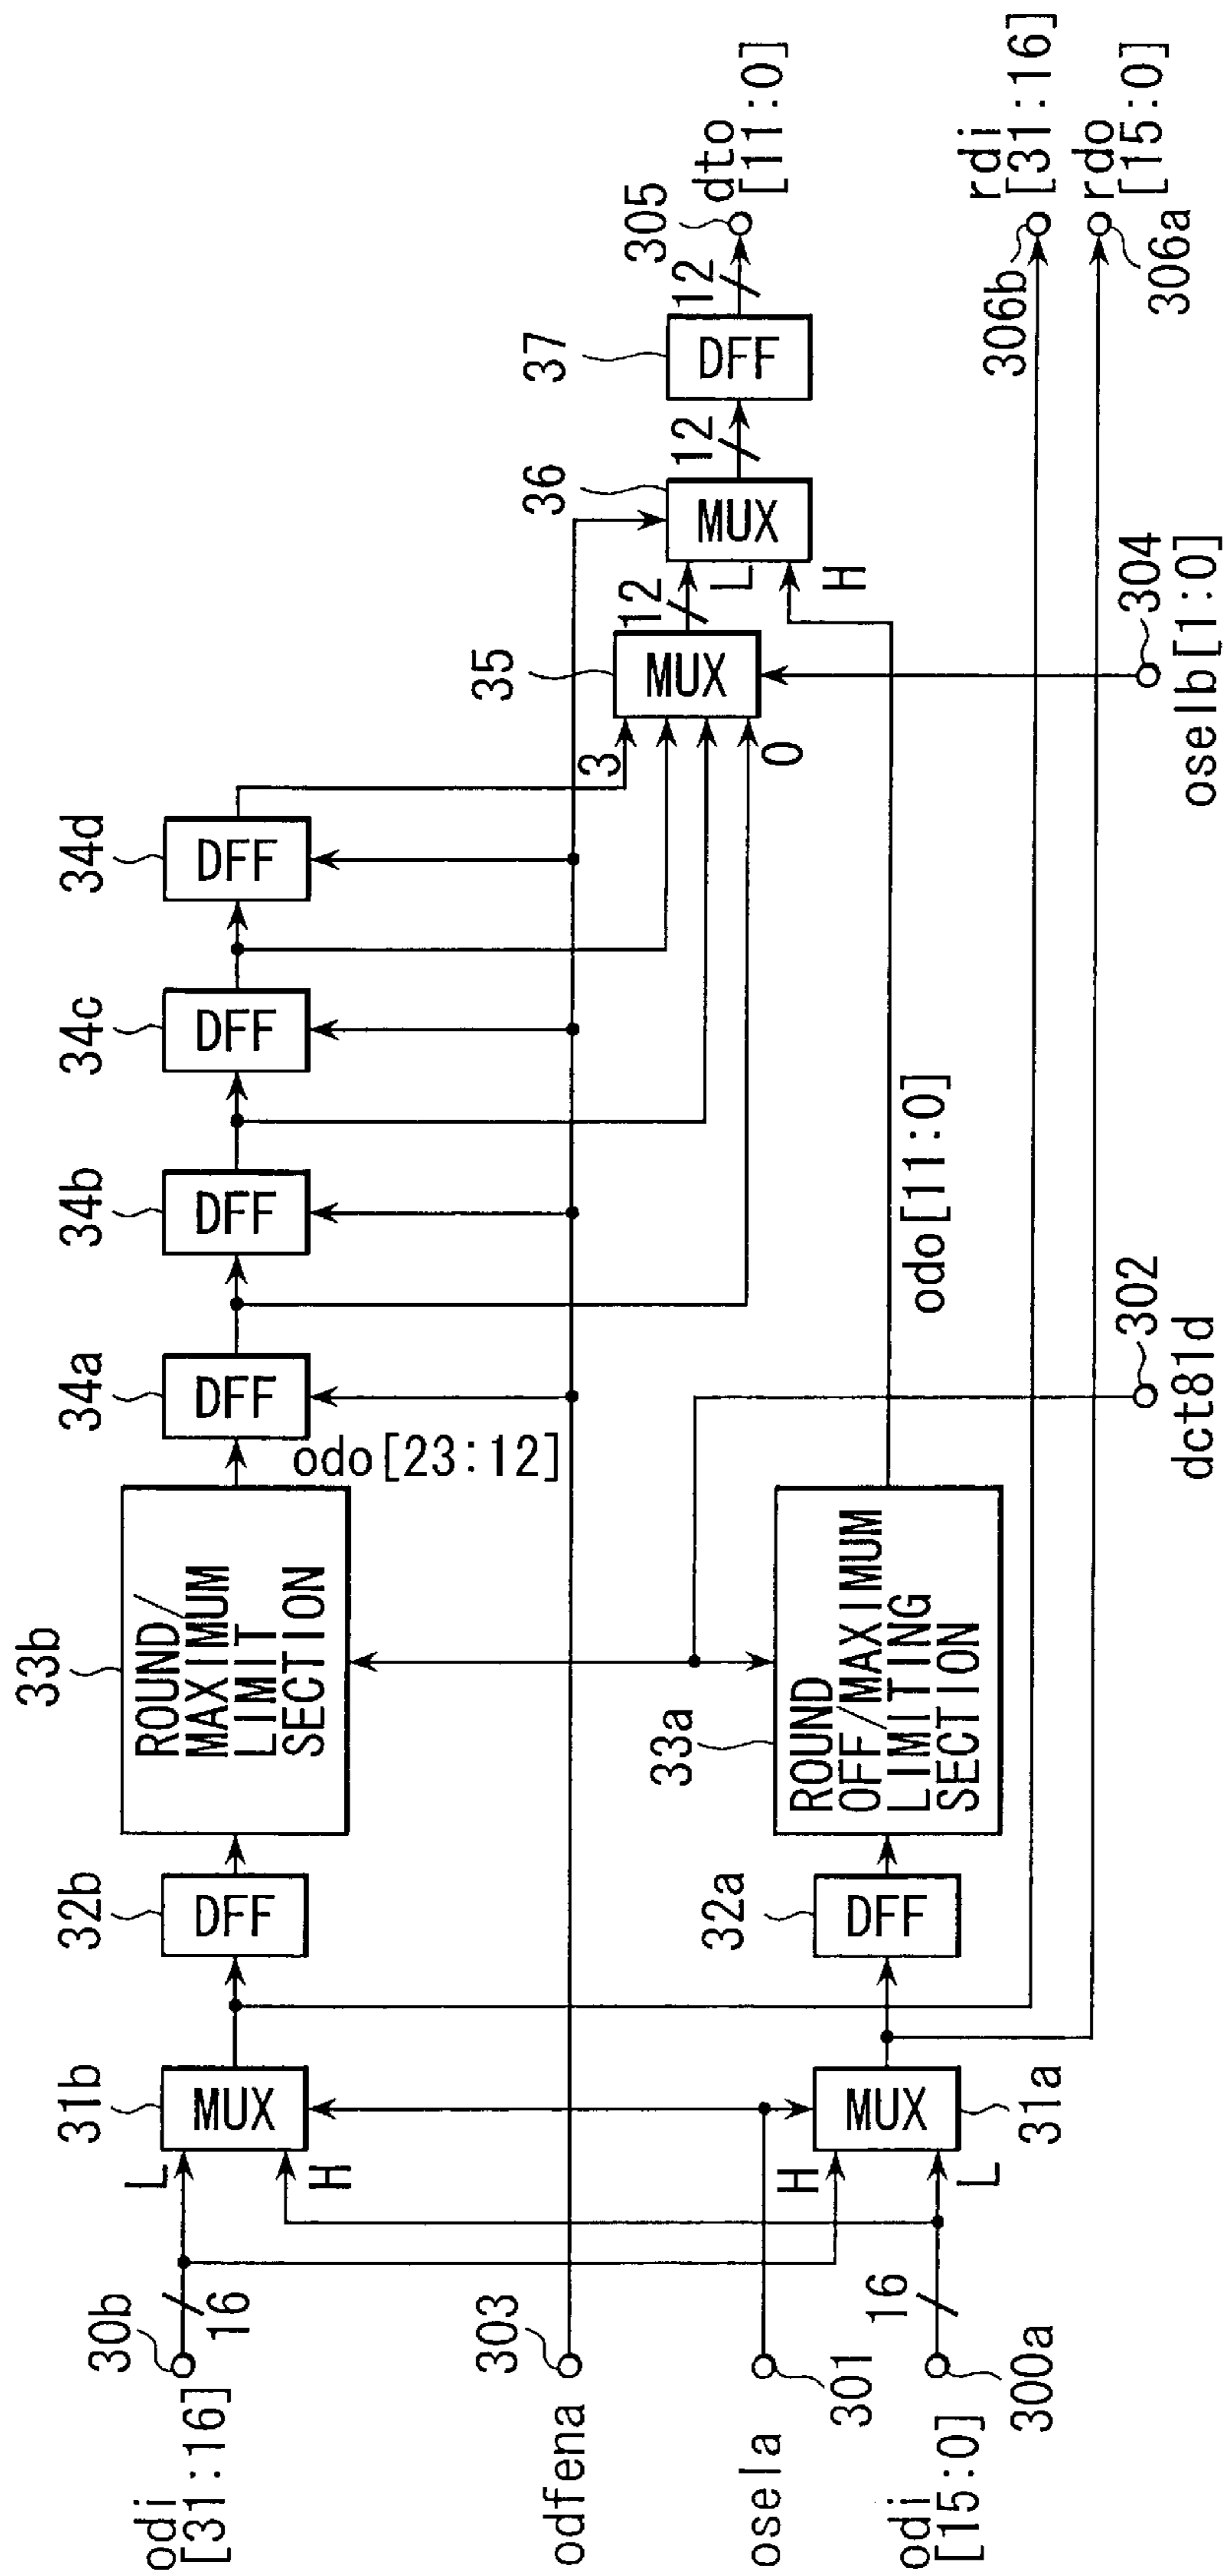 odi
[31:16]
30b
16
L
H
31b
MUX
32b
DFF
33b
ROUND/
MAXIMUM
LIMIT
SECTION
odo[23:12]
34a
DFF
34b
DFF
34c
DFF
34d
DFF
odfena
303
3
0
35
MUX
12
L
H
36
MUX
12
37
DFF
12
305
dto
[11:0]
osela
301
odi
[15:0]
300a
16
H
L
31a
MUX
32a
DFF
33a
ROUND
OFF/MAXIMUM
LIMITING
SECTION
odo[11:0]
302
dct81d
304
oselb[1:0]
306b
rdi
[31:16]
306a
rdo
[15:0]